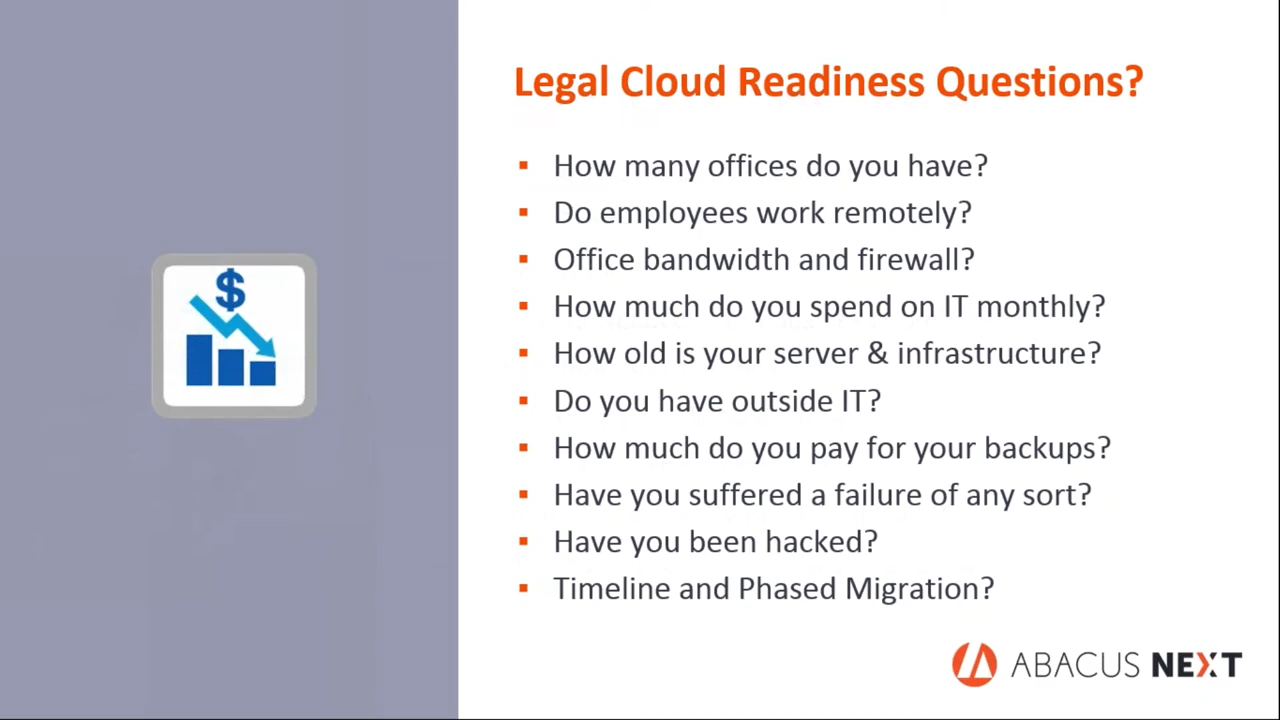 Legal Cloud Readiness Questions?
▪ How many offices do you have?
▪ Do employees work remotely?
▪ Office bandwidth and firewall?
▪ How much do you spend on IT monthly?
▪ How old is your server & infrastructure?
▪ Do you have outside IT?
▪ How much do you pay for your backups?
▪ Have you suffered a failure of any sort?
▪ Have you been hacked?
▪ Timeline and Phased Migration?
$
ABACUS NEXT